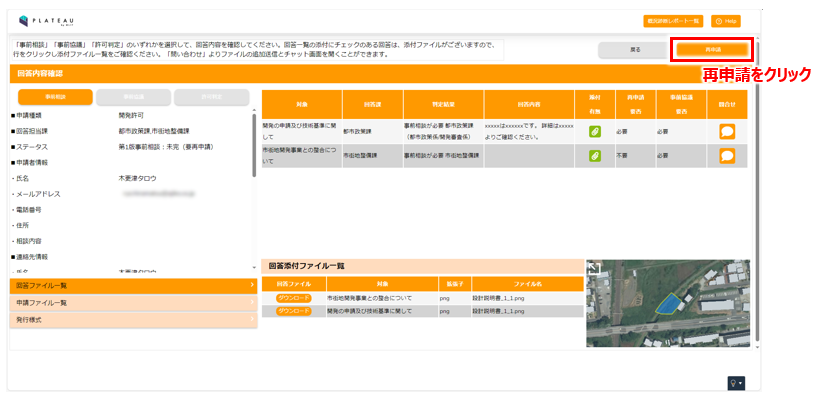 PLATEAU
by MLIT
概況診断レポート一覧
Help
「事前相談」「事前協議」「許可判定」のいずれかを選択して、回答内容を確認してください。回答一覧の添付にチェックのある回答は、添付ファイルがございますので、
行をクリックし添付ファイル一覧をご確認ください。「問い合わせ」よりファイルの追加送信とチャット画面を開くことができます。
戻る
再申請
再申請をクリック
回答内容確認
事前相談
事前協議
許可判定
■申請種類 開発許可
■回答担当課 都市政策課,市街地整備課
■ステータス 第1版事前相談：未完（要再申請）
■申請者情報
・氏名 木更津タロウ
・メールアドレス
・電話番号
・住所
・相談内容
■連絡先情報
・氏名 木更津タロウ
回答ファイル一覧
申請ファイル一覧
発行様式
対象 回答課 判定結果 回答内容 添付有無 再申請要否 事前協議要否 問合せ
開発の申請及び技術基準に関して 都市政策課 事前相談が必要 都市政策課（都市政策係/開発審査係） xxxxxはxxxxxxです。 詳細はxxxxxよりご確認ください。 必要 必要
市街地開発事業との整合について 市街地整備課 事前相談が必要 市街地整備課 不要 必要
回答添付ファイル一覧
回答ファイル 対象 拡張子 ファイル名
ダウンロード 市街地開発事業との整合について png 設計説明書_1_1.png
ダウンロード 開発の申請及び技術基準に関して png 設計説明書_1_1.png